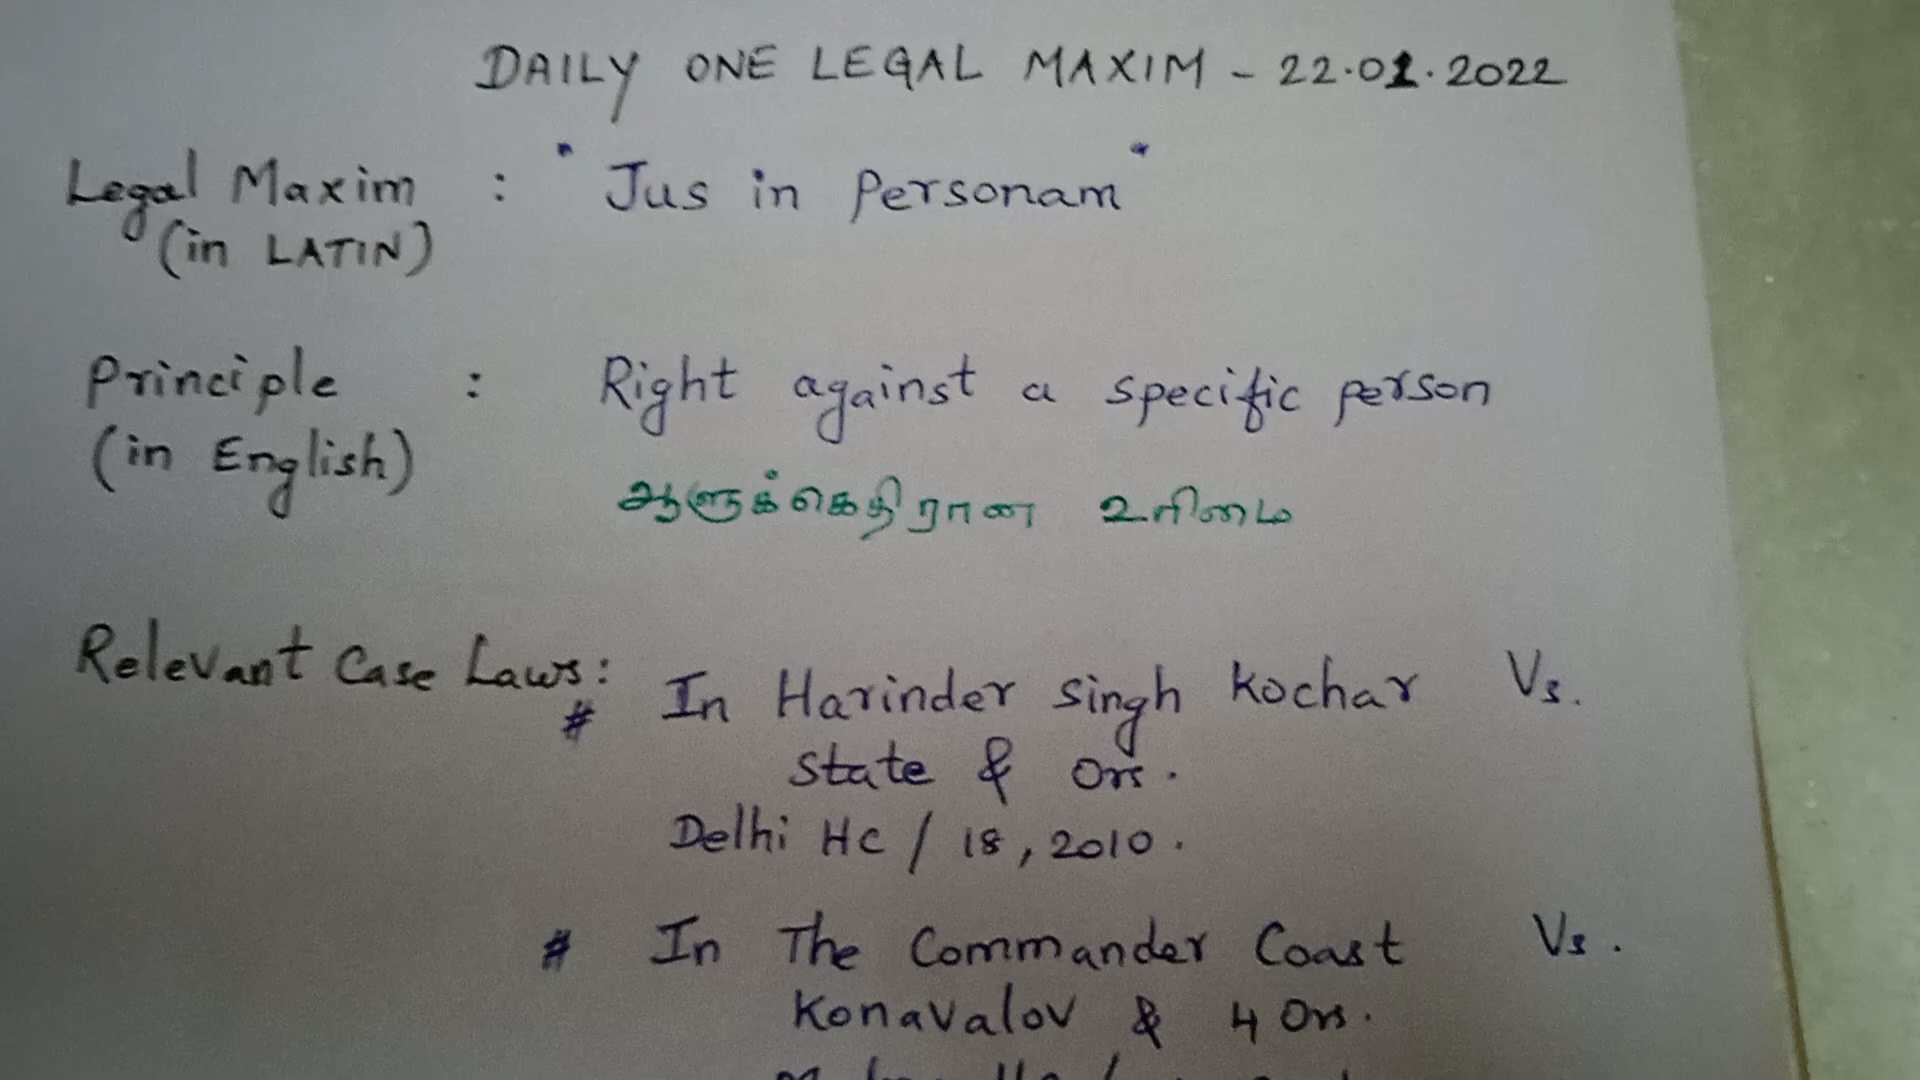 DAILY ONE LEGAL MAXIM - 22.01.2022
Legal Maxim : " Jus in Personam "
(in LATIN)
Principle : Right against a specific person
(in English)
ஆளுக்கெதிரான உரிமை
Relevant Case Laws:
# In Harinder Singh Kochar Vs.
State & Ors.
Delhi HC / 18, 2010.
# In The Commander Coast Vs.
Konavalov & 4 Ors.